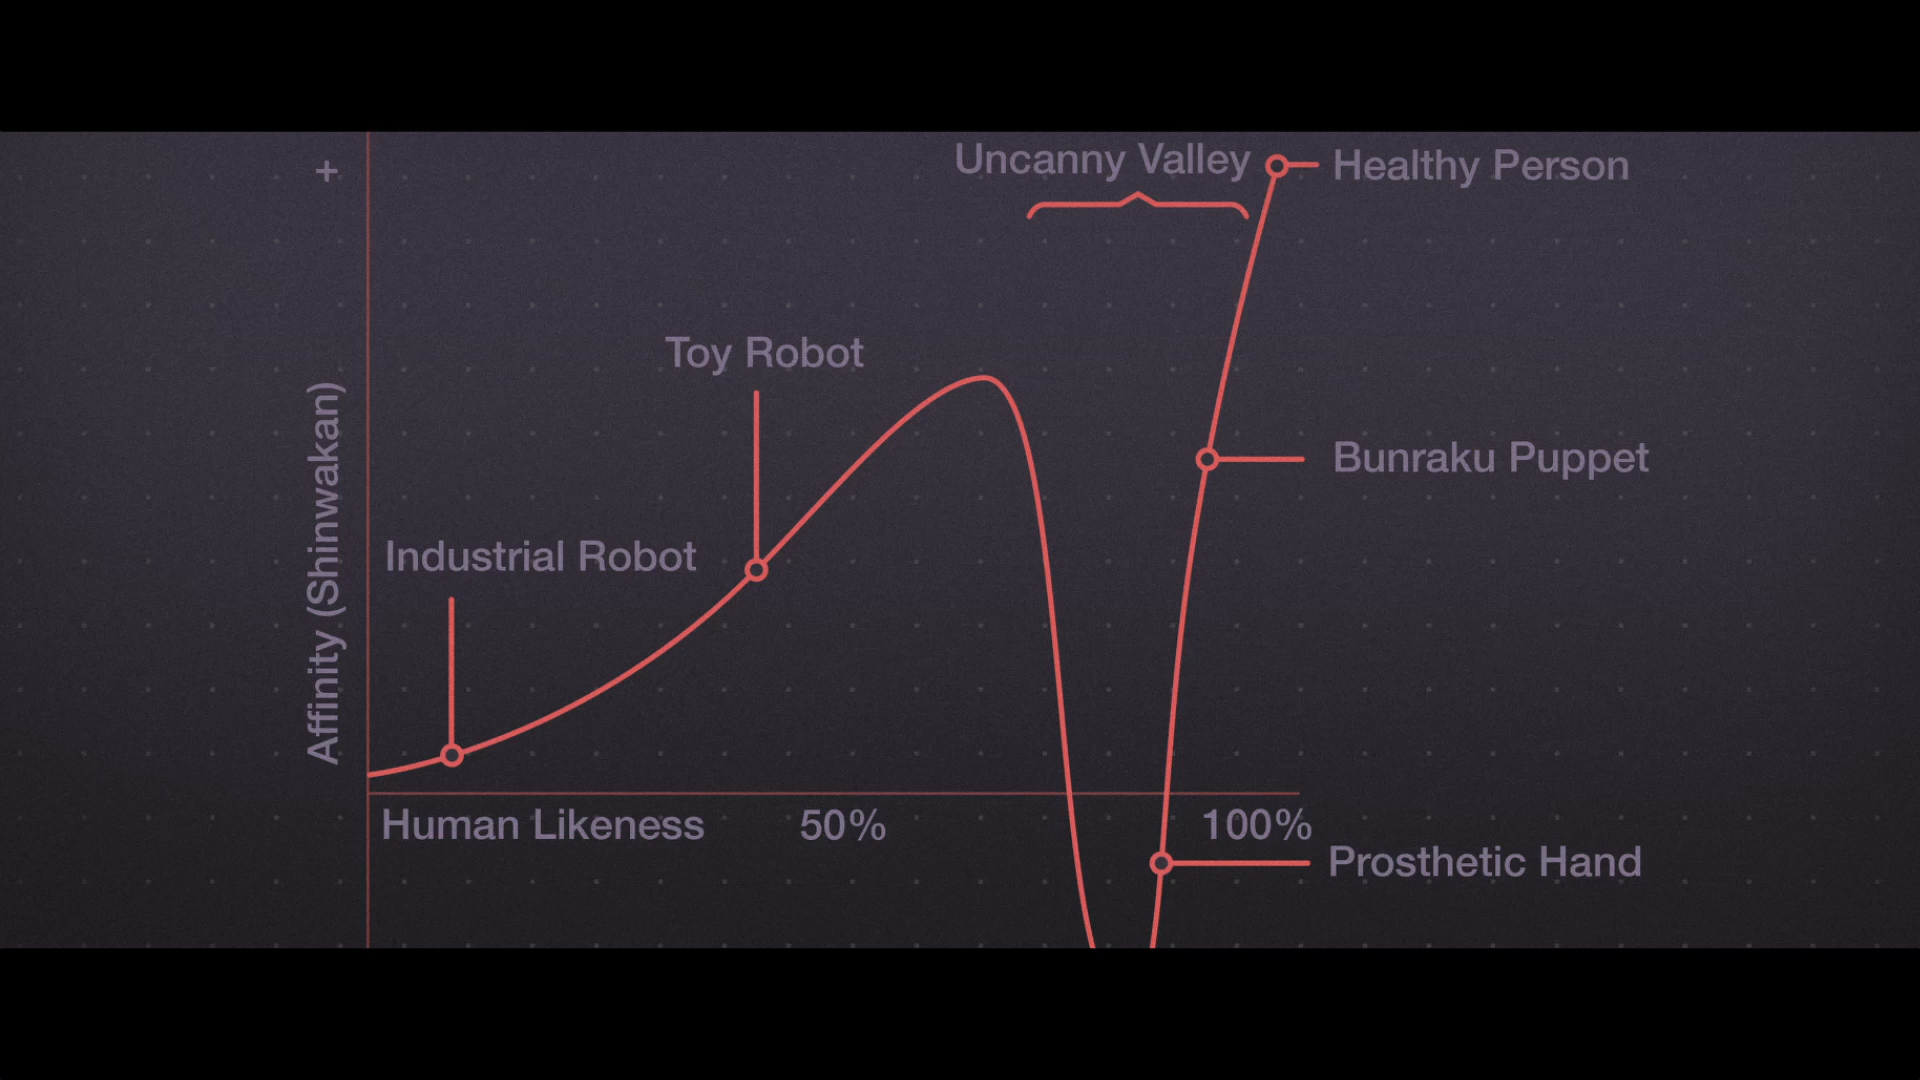 +
Uncanny Valley
Healthy Person
Toy Robot
Bunraku Puppet
Industrial Robot
Affinity (Shinwakan)
Human Likeness
50%
100%
Prosthetic Hand